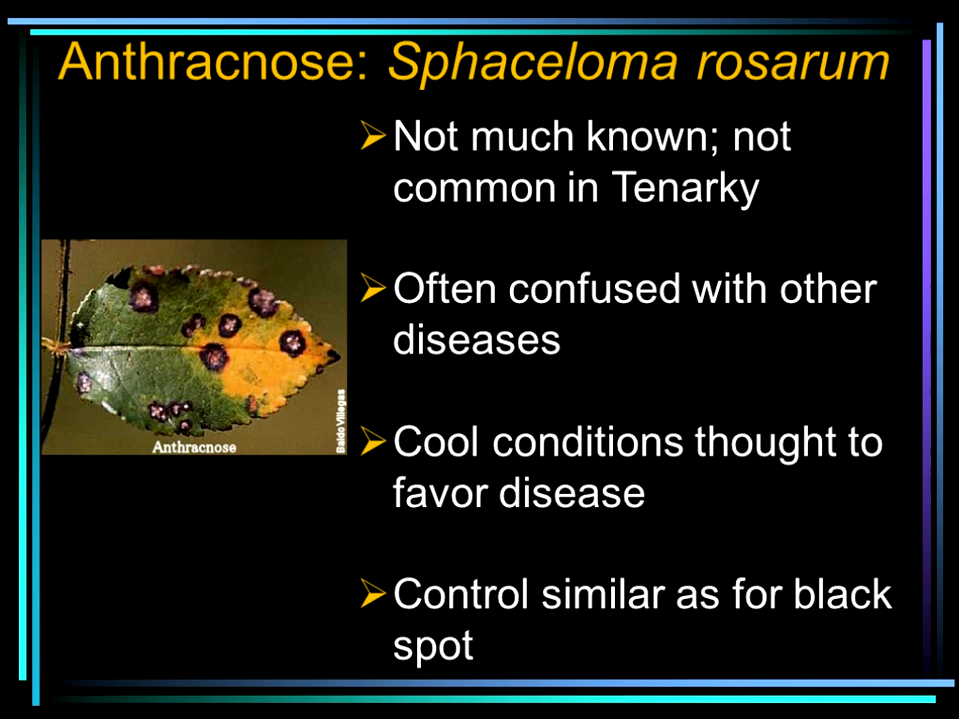 Anthracnose: Sphaceloma rosarum
➢Not much known; not
common in Tenarky
➢Often confused with other
diseases
Anthracnose
Baldo Villegas
➢Cool conditions thought to
favor disease
➢Control similar as for black
spot